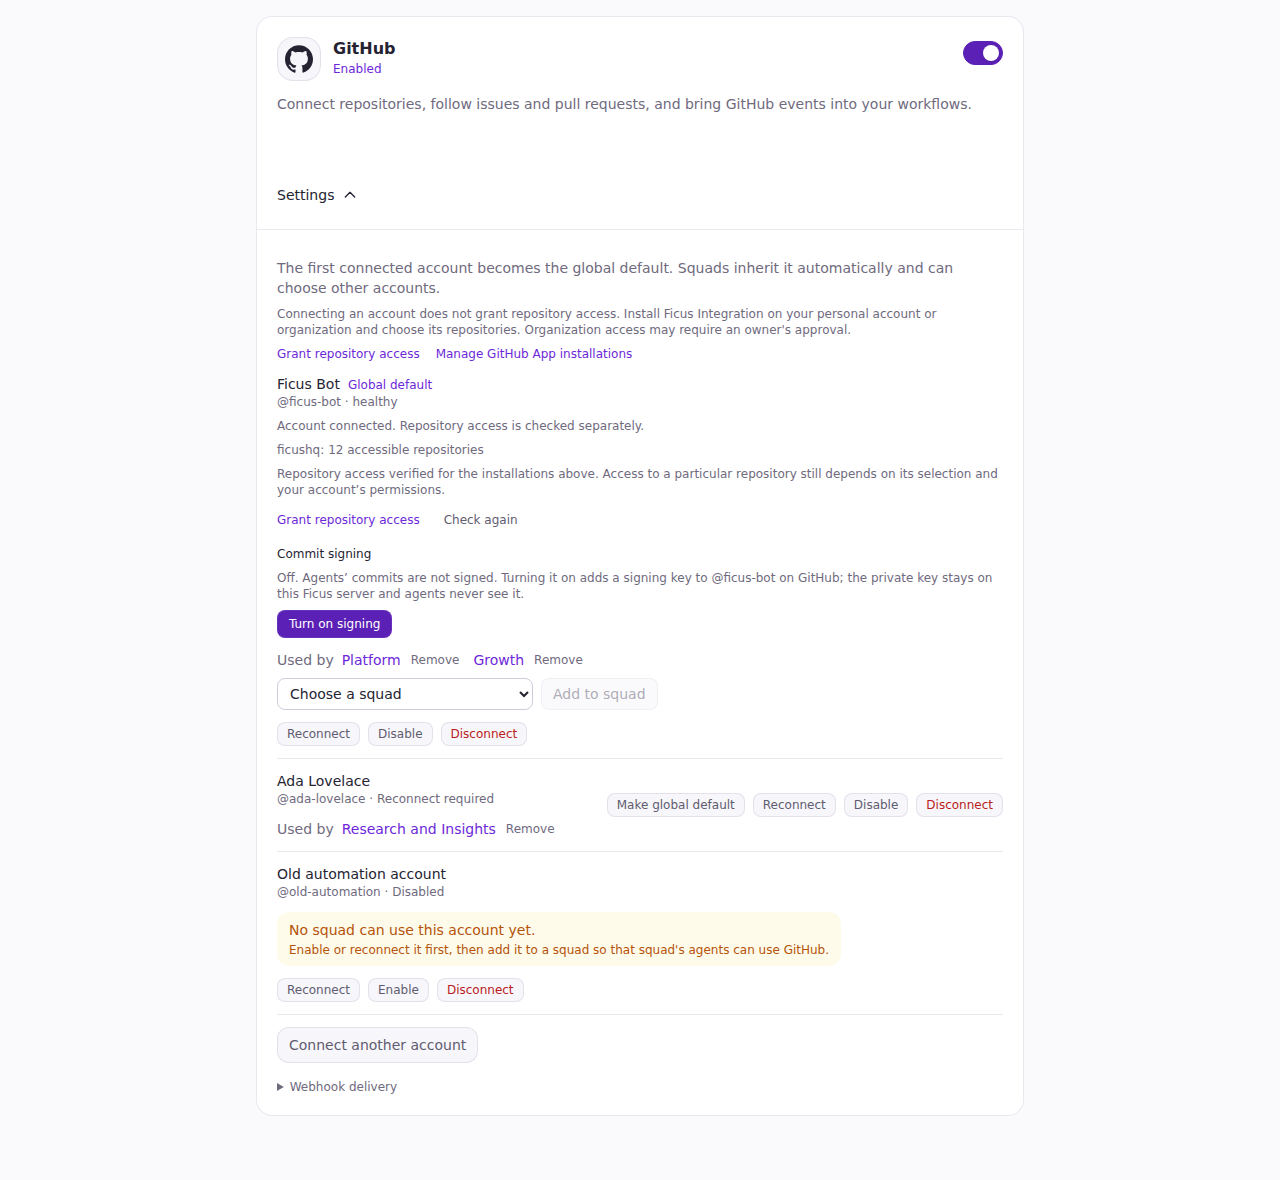 GitHub
Enabled
Connect repositories, follow issues and pull requests, and bring GitHub events into your workflows.
Settings
The first connected account becomes the global default. Squads inherit it automatically and can
choose other accounts.
Connecting an account does not grant repository access. Install Ficus Integration on your personal account or
organization and choose its repositories. Organization access may require an owner's approval.
Grant repository access Manage GitHub App installations
Ficus Bot Global default
@ficus-bot · healthy
Account connected. Repository access is checked separately.
ficushq: 12 accessible repositories
Repository access verified for the installations above. Access to a particular repository still depends on its selection and
your account’s permissions.
Grant repository access Check again
Commit signing
Off. Agents’ commits are not signed. Turning it on adds a signing key to @ficus-bot on GitHub; the private key stays on
this Ficus server and agents never see it.
Turn on signing
Used by Platform Remove Growth Remove
Choose a squad Add to squad
Reconnect Disable Disconnect
Ada Lovelace
@ada-lovelace · Reconnect required
Make global default Reconnect Disable Disconnect
Used by Research and Insights Remove
Old automation account
@old-automation · Disabled
No squad can use this account yet.
Enable or reconnect it first, then add it to a squad so that squad's agents can use GitHub.
Reconnect Enable Disconnect
Connect another account
Webhook delivery